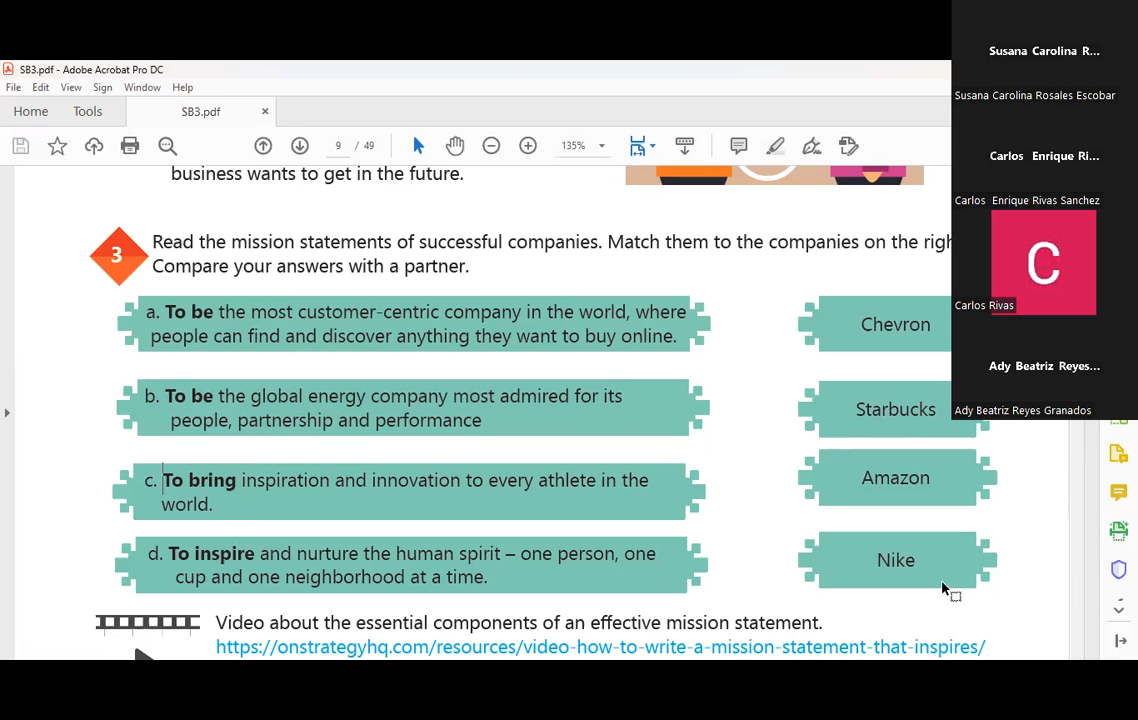 SB3.pdf - Adobe Acrobat Pro DC
File Edit View Sign Window Help
Home Tools SB3.pdf ×
9 / 49 135%
business wants to get in the future.
3
Read the mission statements of successful companies. Match them to the companies on the righ
Compare your answers with a partner.
a. To be the most customer-centric company in the world, where
people can find and discover anything they want to buy online.
Chevron
b. To be the global energy company most admired for its
people, partnership and performance
Starbucks
c. To bring inspiration and innovation to every athlete in the
world.
Amazon
d. To inspire and nurture the human spirit – one person, one
cup and one neighborhood at a time.
Nike
Video about the essential components of an effective mission statement.
https://onstrategyhq.com/resources/video-how-to-write-a-mission-statement-that-inspires/
Susana Carolina R...
Susana Carolina Rosales Escobar
Carlos Enrique Ri...
Carlos Enrique Rivas Sanchez
C
Carlos Rivas
Ady Beatriz Reyes...
Ady Beatriz Reyes Granados